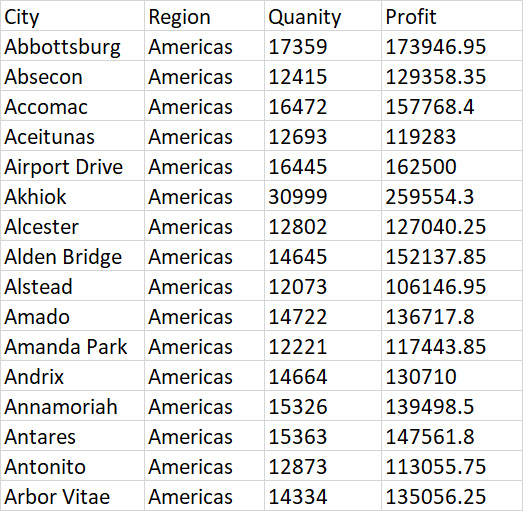 City Region Quanity Profit
Abbottsburg Americas 17359 173946.95
Absecon Americas 12415 129358.35
Accomac Americas 16472 157768.4
Aceitunas Americas 12693 119283
Airport Drive Americas 16445 162500
Akhiok Americas 30999 259554.3
Alcester Americas 12802 127040.25
Alden Bridge Americas 14645 152137.85
Alstead Americas 12073 106146.95
Amado Americas 14722 136717.8
Amanda Park Americas 12221 117443.85
Andrix Americas 14664 130710
Annamoriah Americas 15326 139498.5
Antares Americas 15363 147561.8
Antonito Americas 12873 113055.75
Arbor Vitae Americas 14334 135056.25